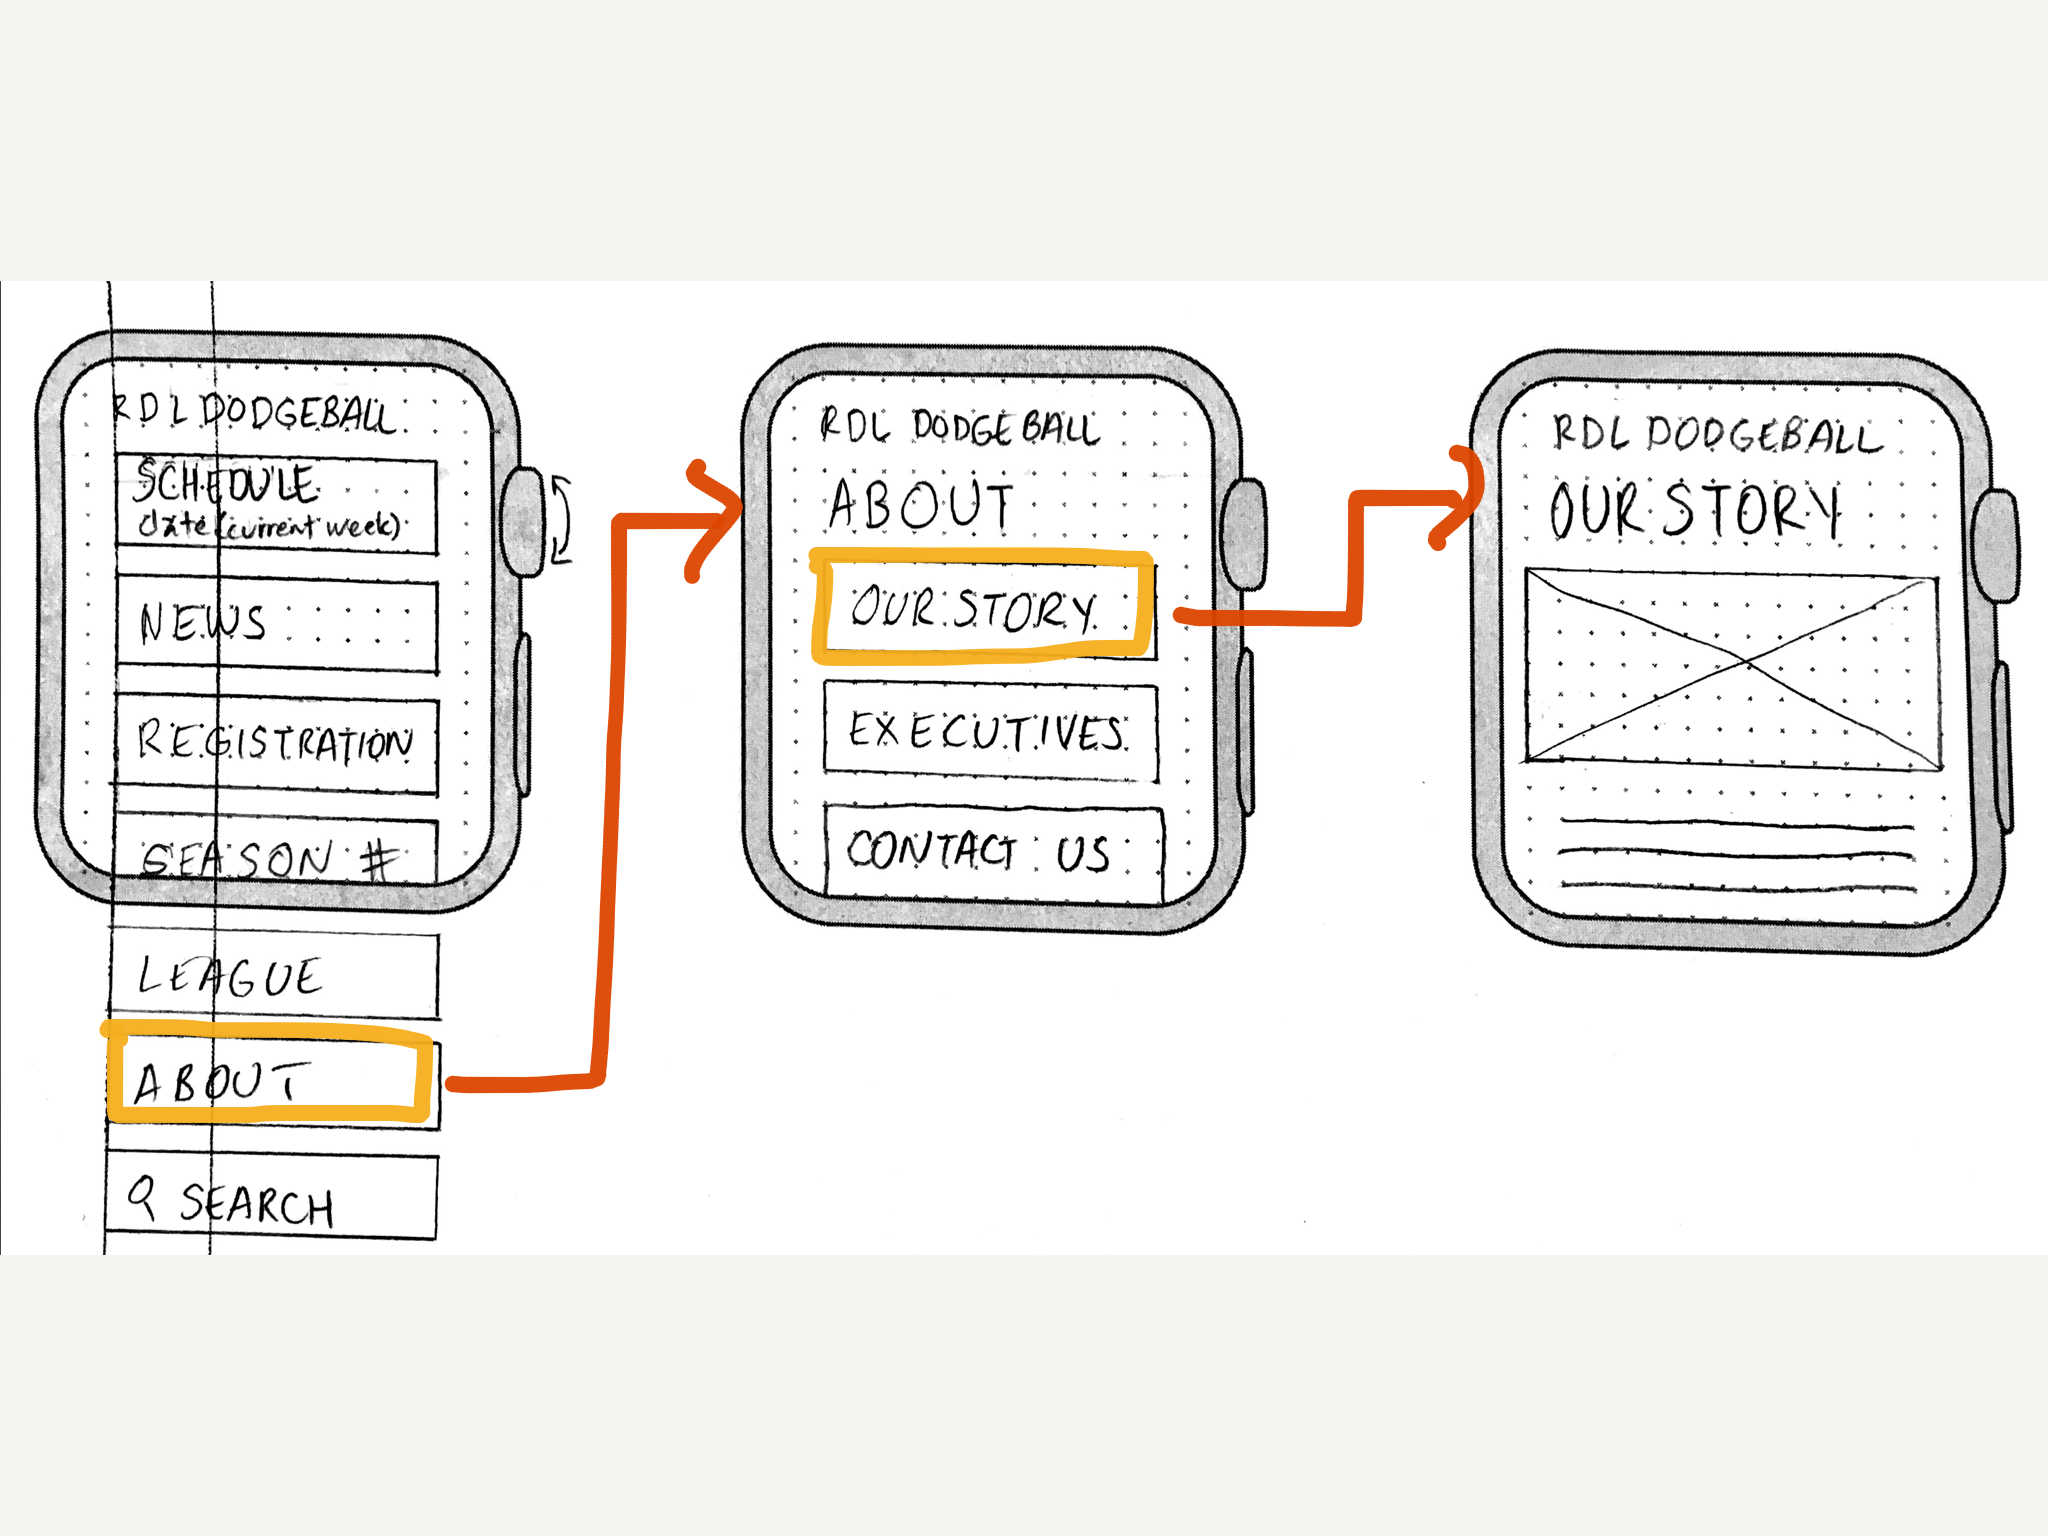 RDL DODGEBALL
SCHEDULE
date (current week)
NEWS
REGISTRATION
SEASON #
LEAGUE
ABOUT
SEARCH
RDL DODGEBALL
ABOUT
OUR STORY
EXECUTIVES
CONTACT US
RDL DODGEBALL
OUR STORY